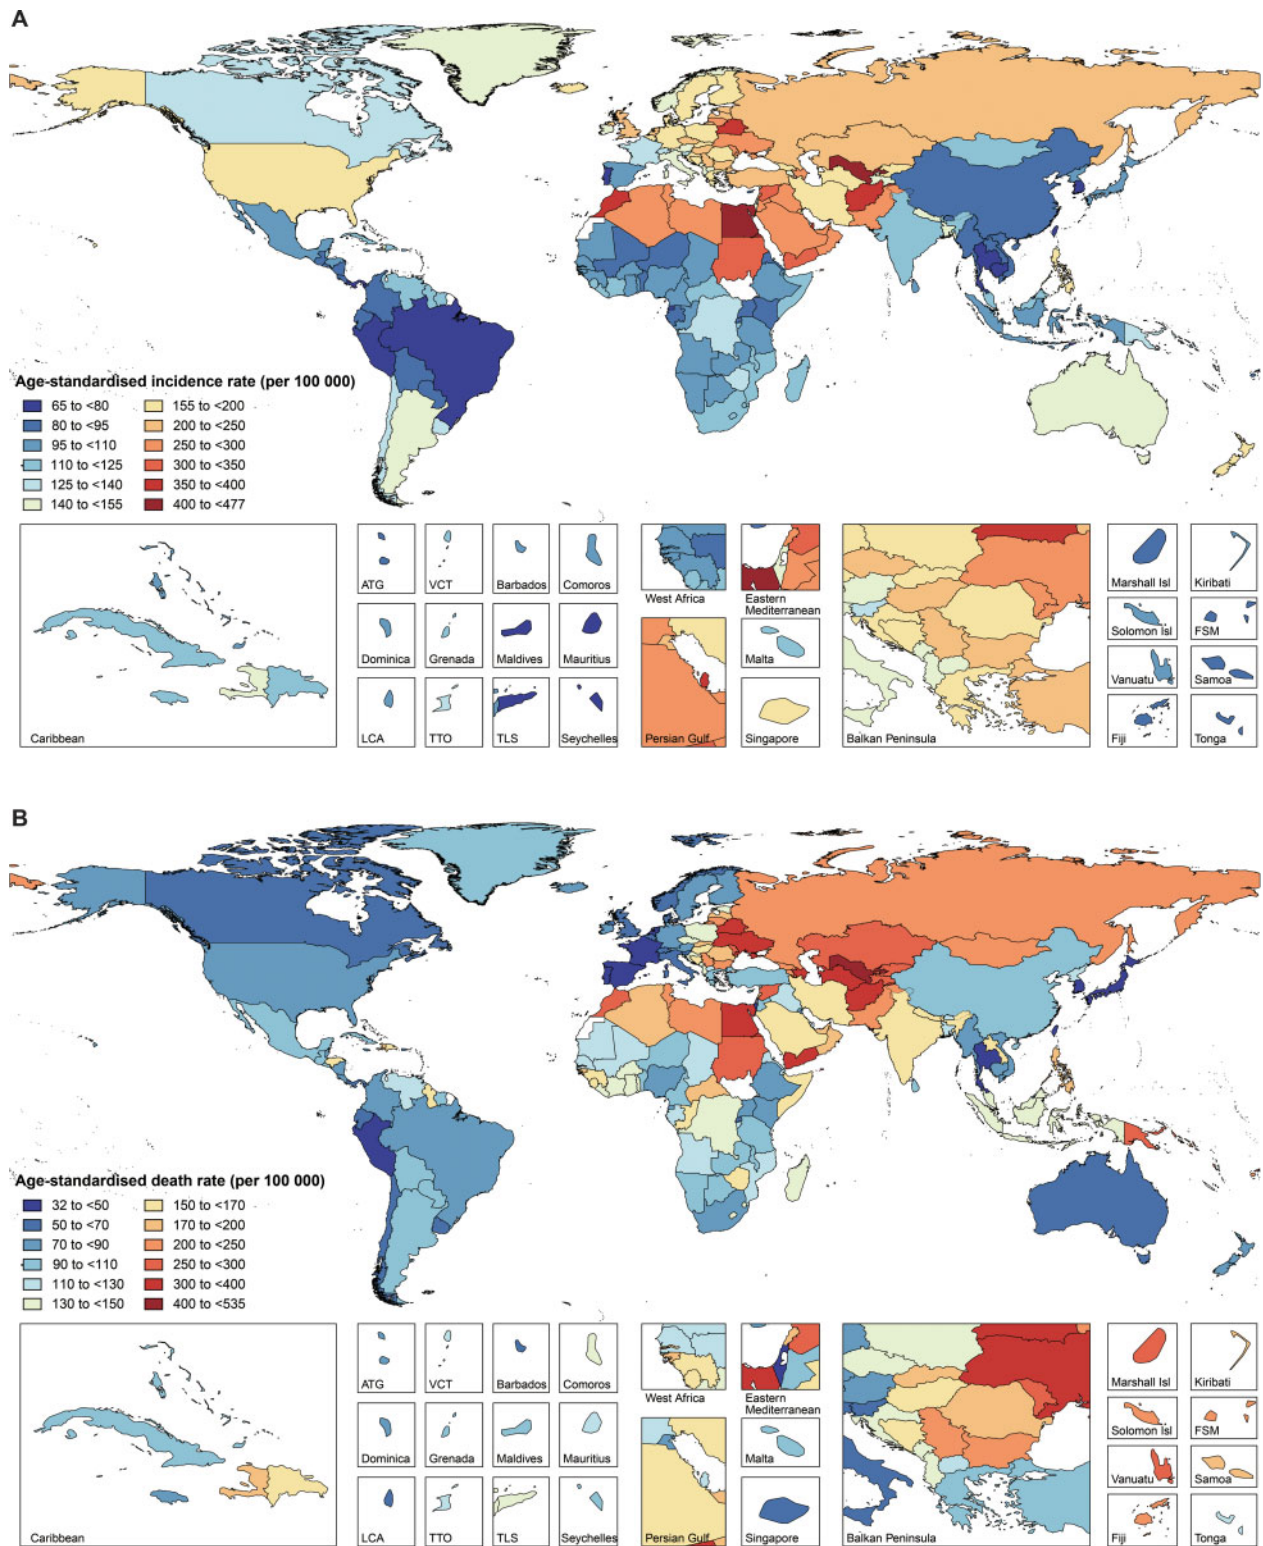 A
Age-standardised incidence rate (per 100 000)
65 to <80
80 to <95
95 to <110
110 to <125
125 to <140
140 to <155
155 to <200
200 to <250
250 to <300
300 to <350
350 to <400
400 to <477
Caribbean
ATG
VCT
Barbados
Comoros
Dominica
Grenada
Maldives
Mauritius
LCA
TTO
TLS
Seychelles
West Africa
Eastern
Mediterranean
Persian Gulf
Malta
Singapore
Balkan Peninsula
Marshall Isl
Kiribati
Solomon Isl
FSM
Vanuatu
Samoa
Fiji
Tonga
B
Age-standardised death rate (per 100 000)
32 to <50
50 to <70
70 to <90
90 to <110
110 to <130
130 to <150
150 to <170
170 to <200
200 to <250
250 to <300
300 to <400
400 to <535
Caribbean
ATG
VCT
Barbados
Comoros
Dominica
Grenada
Maldives
Mauritius
LCA
TTO
TLS
Seychelles
West Africa
Eastern
Mediterranean
Persian Gulf
Malta
Singapore
Balkan Peninsula
Marshall Isl
Kiribati
Solomon Isl
FSM
Vanuatu
Samoa
Fiji
Tonga